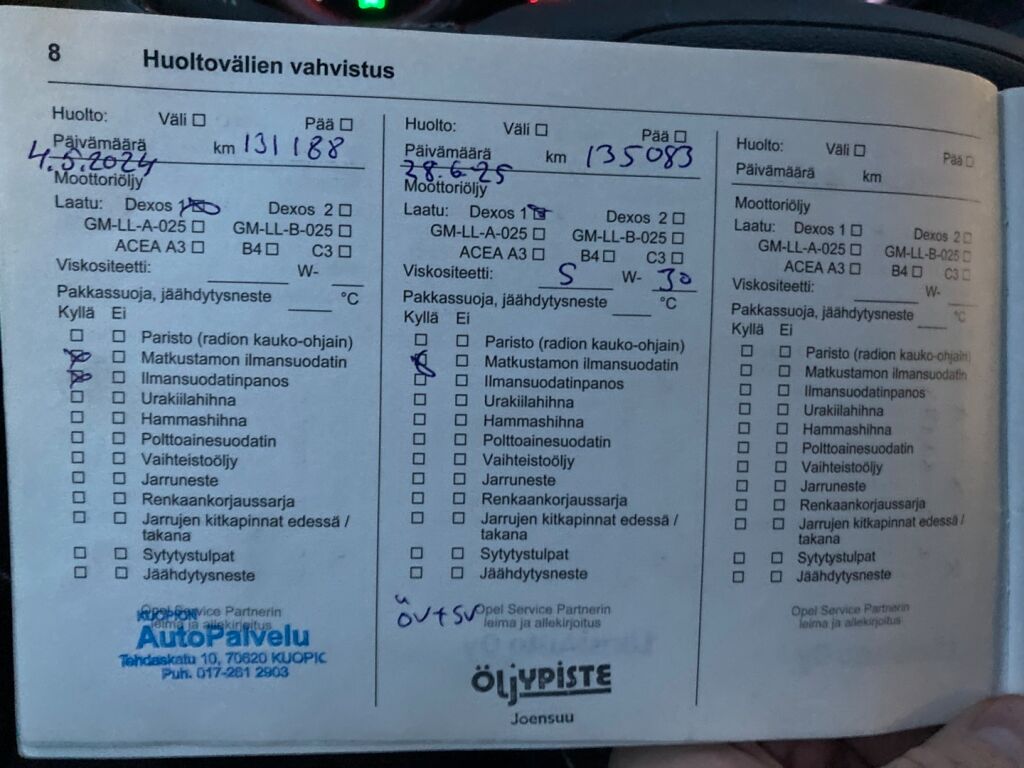 8 Huoltovälien vahvistus
Huolto: Väli Pää
Päivämäärä km 131188
4.5.2024
Moottoriöljy
Laatu: Dexos 1 Dexos 2
GM-LL-A-025 GM-LL-B-025
ACEA A3 B4 C3
Viskositeetti: W-
Pakkassuoja, jäähdytysneste °C
Kyllä Ei
Paristo (radion kauko-ohjain)
Matkustamon ilmansuodatin
Ilmansuodatinpanos
Urakiilahihna
Hammashihna
Polttoainesuodatin
Vaihteistoöljy
Jarruneste
Renkaankorjaussarja
Jarrujen kitkapinnat edessä /
takana
Sytytystulpat
Jäähdytysneste
Opel Service Partnerin
leima ja allekirjoitus
KUOPION
AutoPalvelu
Tehdaskatu 10, 70620 KUOPIO
Puh. 017-261 2903
Huolto: Väli Pää
Päivämäärä km 135083
28.6.25
Moottoriöljy
Laatu: Dexos 1 Dexos 2
GM-LL-A-025 GM-LL-B-025
ACEA A3 B4 C3
Viskositeetti: 5 W- 30
Pakkassuoja, jäähdytysneste °C
Kyllä Ei
Paristo (radion kauko-ohjain)
Matkustamon ilmansuodatin
Ilmansuodatinpanos
Urakiilahihna
Hammashihna
Polttoainesuodatin
Vaihteistoöljy
Jarruneste
Renkaankorjaussarja
Jarrujen kitkapinnat edessä /
takana
Sytytystulpat
Jäähdytysneste
ÖV+SV Opel Service Partnerin
leima ja allekirjoitus
ÖLJYPISTE
Joensuu
Huolto: Väli Pää
Päivämäärä km
Moottoriöljy
Laatu: Dexos 1 Dexos 2
GM-LL-A-025 GM-LL-B-025
ACEA A3 B4 C3
Viskositeetti: W-
Pakkassuoja, jäähdytysneste °C
Kyllä Ei
Paristo (radion kauko-ohjain)
Matkustamon ilmansuodatin
Ilmansuodatinpanos
Urakiilahihna
Hammashihna
Polttoainesuodatin
Vaihteistoöljy
Jarruneste
Renkaankorjaussarja
Jarrujen kitkapinnat edessä /
takana
Sytytystulpat
Jäähdytysneste
Opel Service Partnerin
leima ja allekirjoitus